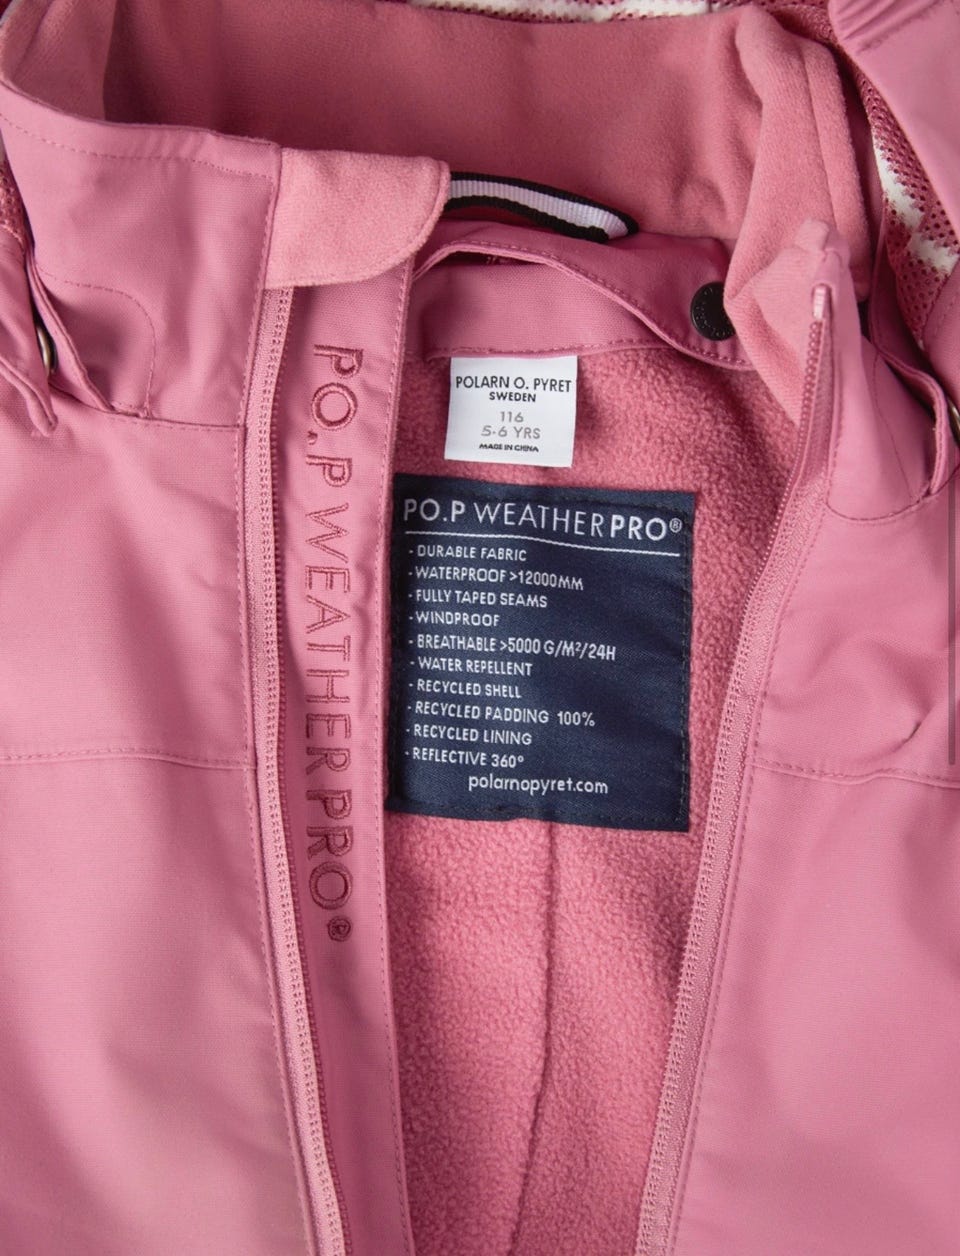 PO.P WEATHERPRO®
POLARN O. PYRET
SWEDEN
116
5-6 YRS
MADE IN CHINA
PO.P WEATHERPRO®
- DURABLE FABRIC
- WATERPROOF >12000MM
- FULLY TAPED SEAMS
- WINDPROOF
- BREATHABLE >5000 G/M²/24H
- WATER REPELLENT
- RECYCLED SHELL
- RECYCLED PADDING 100%
- RECYCLED LINING
- REFLECTIVE 360°
polarnopyret.com